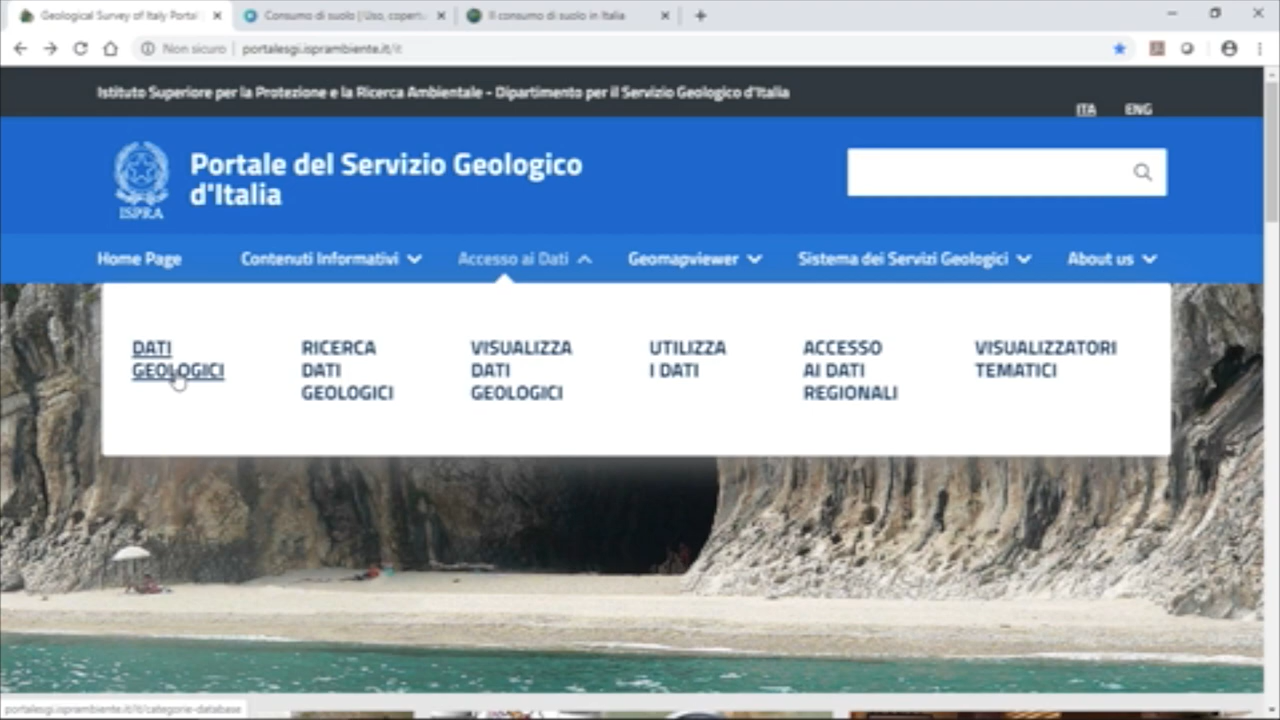 Geological Survey of Italy Portal
Consumo di suolo | Uso, copert
Il consumo di suolo in Italia
Non sicuro | portalesgi.isprambiente.it/it
Istituto Superiore per la Protezione e la Ricerca Ambientale - Dipartimento per il Servizio Geologico d'Italia
ITA ENG
Portale del Servizio Geologico
d'Italia
ISPRA
Home Page Contenuti Informativi Accesso ai Dati Geomapviewer Sistema dei Servizi Geologici About us
DATI
GEOLOGICI
RICERCA
DATI
GEOLOGICI
VISUALIZZA
DATI
GEOLOGICI
UTILIZZA
I DATI
ACCESSO
AI DATI
REGIONALI
VISUALIZZATORI
TEMATICI
portalesgi.isprambiente.it/it/categorie-database